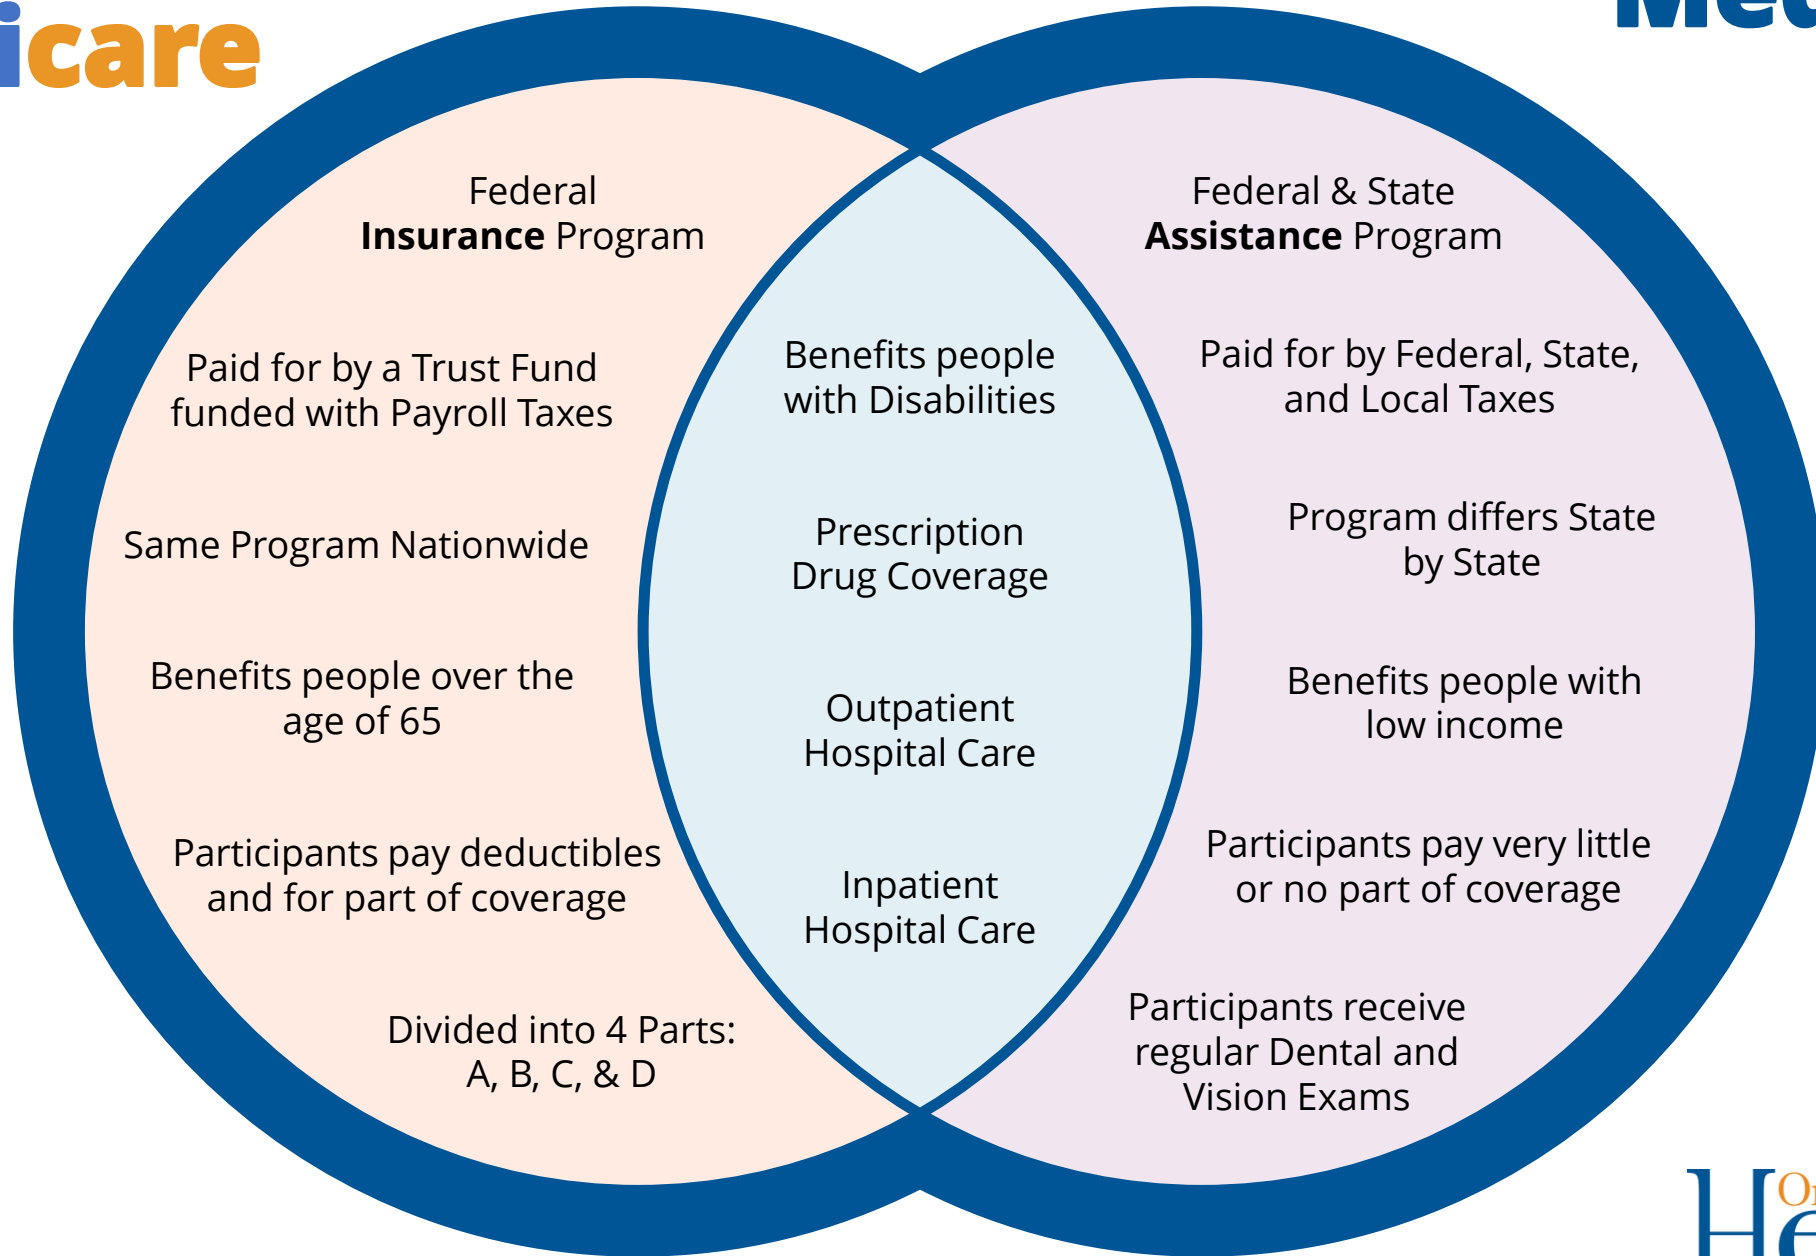 icare
Med
Federal
Insurance Program
Paid for by a Trust Fund
funded with Payroll Taxes
Same Program Nationwide
Benefits people over the
age of 65
Participants pay deductibles
and for part of coverage
Divided into 4 Parts:
A, B, C, & D
Benefits people
with Disabilities
Prescription
Drug Coverage
Outpatient
Hospital Care
Inpatient
Hospital Care
Federal & State
Assistance Program
Paid for by Federal, State,
and Local Taxes
Program differs State
by State
Benefits people with
low income
Participants pay very little
or no part of coverage
Participants receive
regular Dental and
Vision Exams